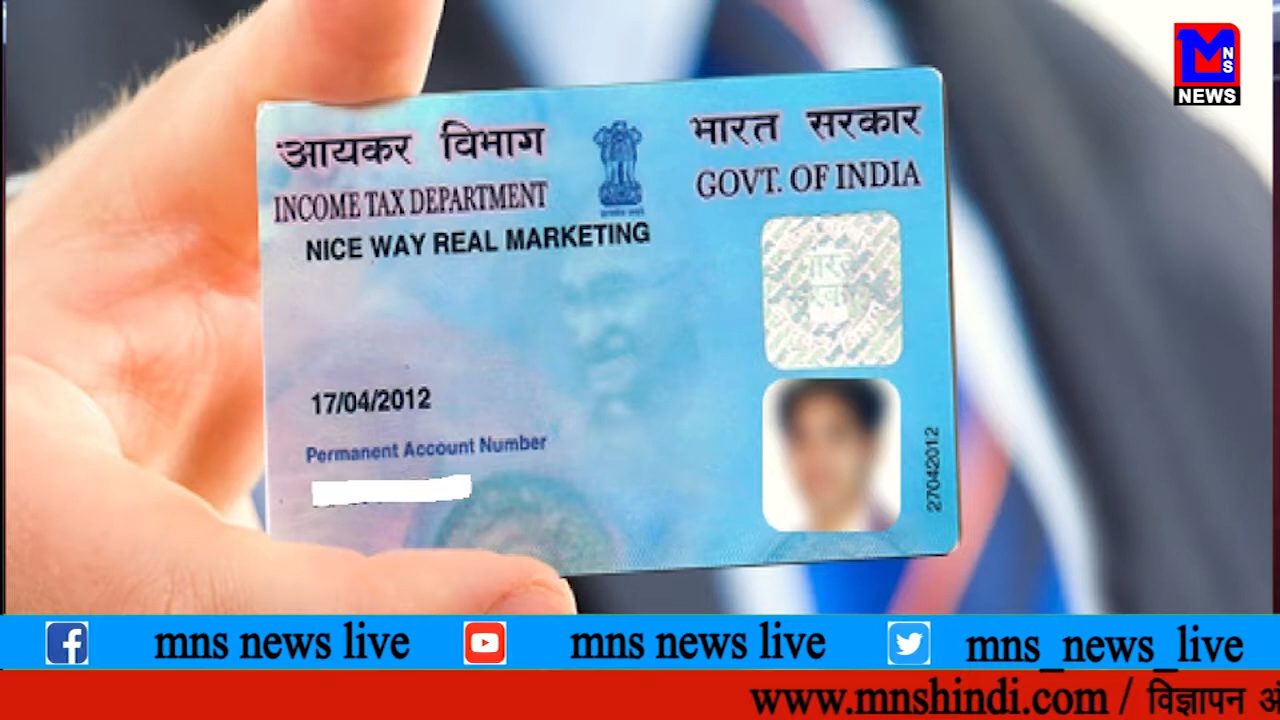 MNS
NEWS
आयकर विभाग
भारत सरकार
INCOME TAX DEPARTMENT
GOVT. OF INDIA
NICE WAY REAL MARKETING
17/04/2012
Permanent Account Number
27042012
mns news live
mns news live
mns_news_live
www.mnshindi.com / विज्ञापन